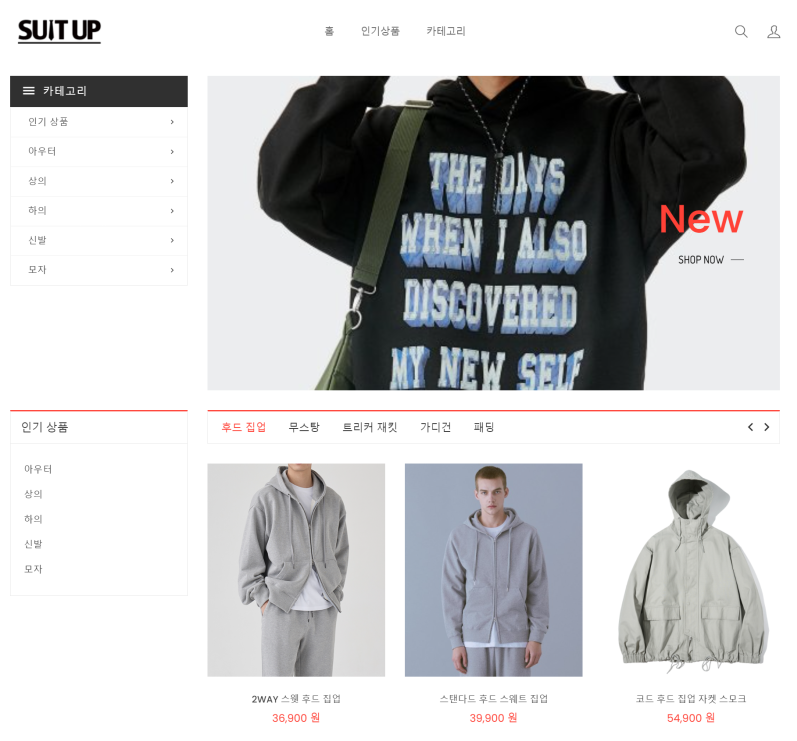 SUIT UP
홈 인기상품 카테고리
카테고리
인기 상품
아우터
상의
하의
신발
모자
THE DAYS
WHEN I ALSO
DISCOVERED
MY NEW SELF
New
SHOP NOW
인기 상품
아우터
상의
하의
신발
모자
후드 집업 무스탕 트리커 재킷 가디건 패딩
2WAY 스웻 후드 집업
36,900 원
스탠다드 후드 스웨트 집업
39,900 원
코드 후드 집업 자켓 스모크
54,900 원